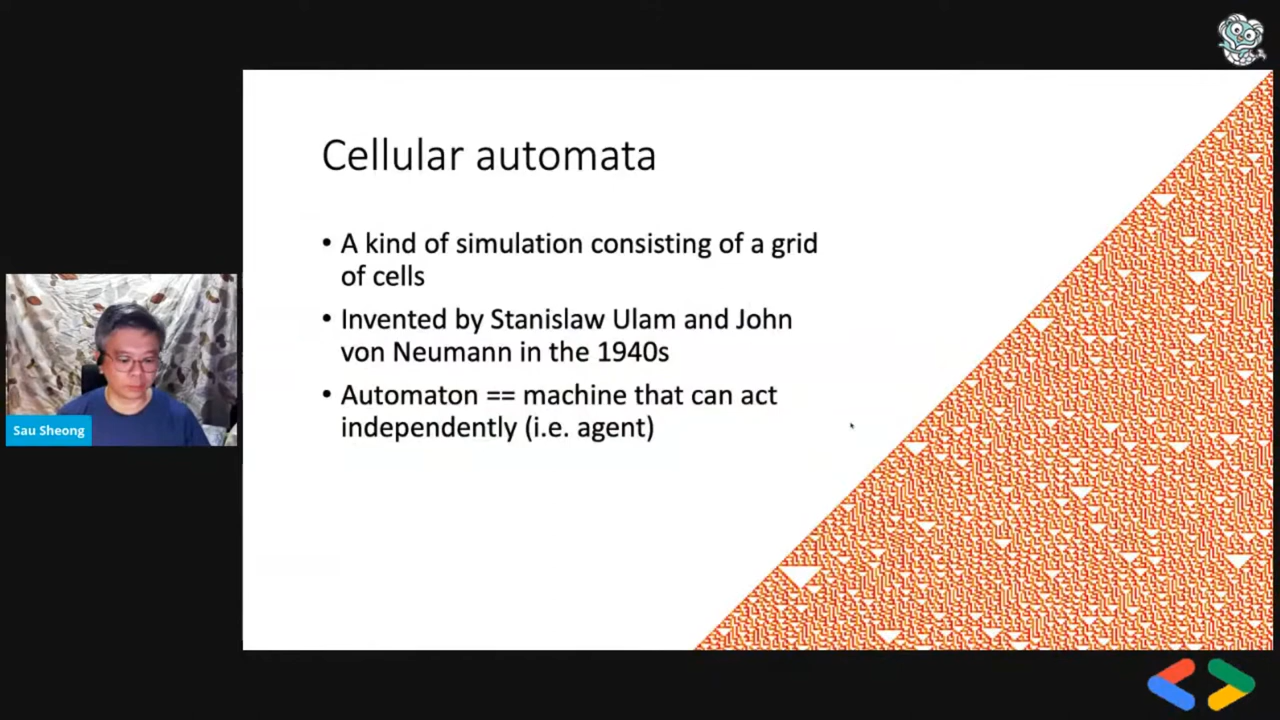 Cellular automata
• A kind of simulation consisting of a grid
of cells
• Invented by Stanislaw Ulam and John
von Neumann in the 1940s
• Automaton == machine that can act
independently (i.e. agent)
Sau Sheong